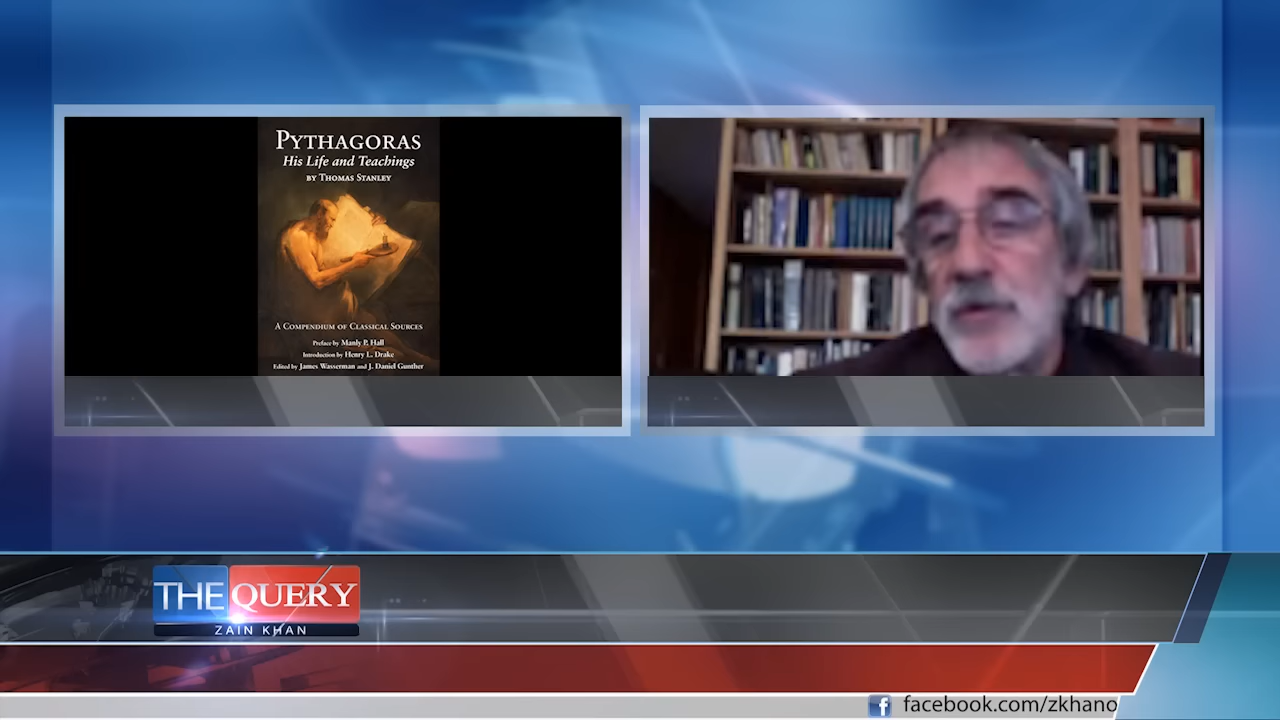 PYTHAGORAS
His Life and Teachings
BY THOMAS STANLEY
A COMPENDIUM OF CLASSICAL SOURCES
Preface by Manly P. Hall
Introduction by Henry L. Drake
Edited by James Wasserman and J. Daniel Gunther
THE QUERY
ZAIN KHAN
f facebook.com/zkhano